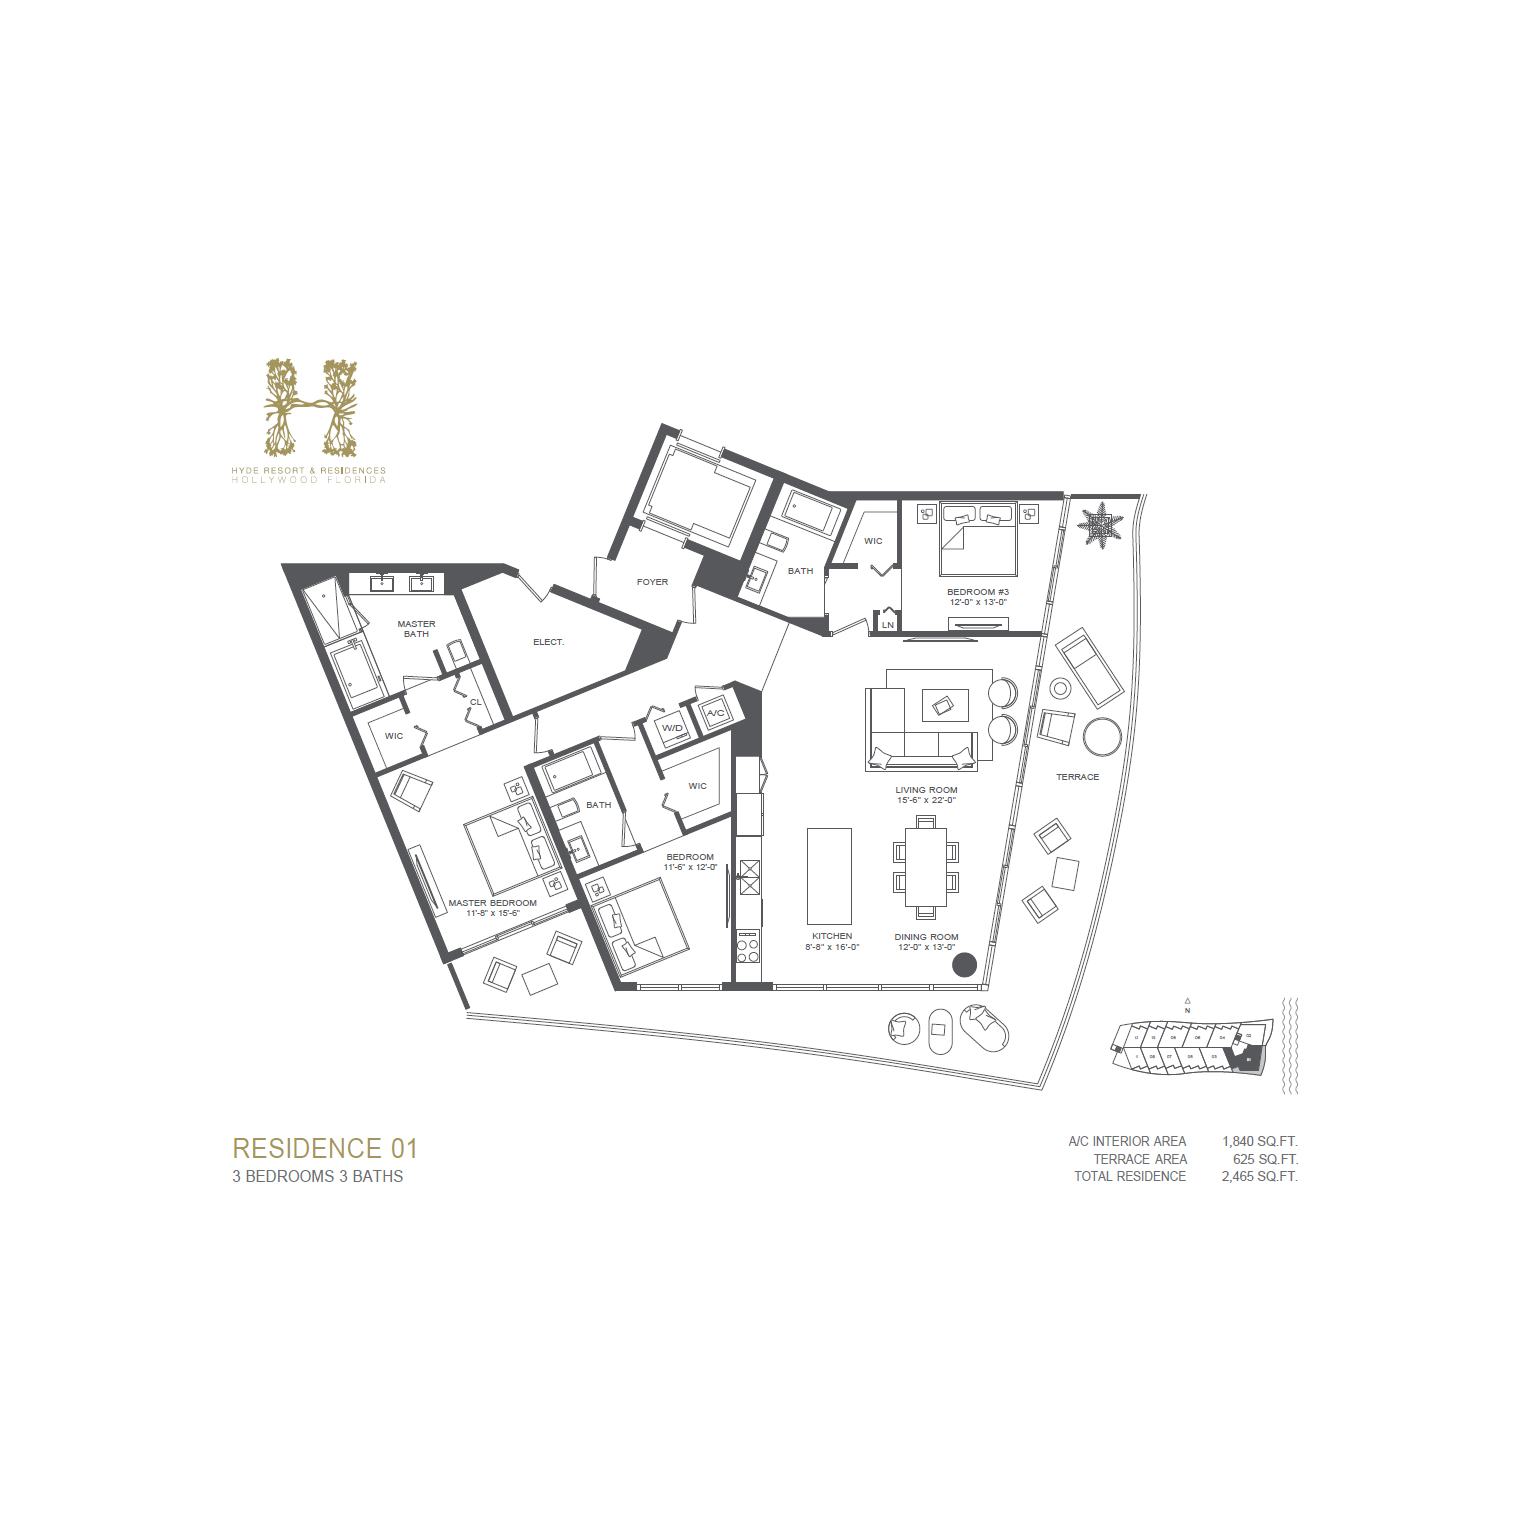 HYDE RESORT & RESIDENCES
HOLLYWOOD FLORIDA
FOYER
WIC
BATH
BEDROOM #3
12'-0" x 13'-0"
LN
MASTER
BATH
ELECT.
CL
WIC
A/C
W/D
WIC
BATH
TERRACE
LIVING ROOM
15'-6" x 22'-0"
BEDROOM
11'-6" x 12'-0"
MASTER BEDROOM
11'-8" x 15'-6"
KITCHEN
8'-8" x 16'-0"
DINING ROOM
12'-0" x 13'-0"
N
RESIDENCE 01
3 BEDROOMS 3 BATHS
A/C INTERIOR AREA 1,840 SQ.FT.
TERRACE AREA 625 SQ.FT.
TOTAL RESIDENCE 2,465 SQ.FT.